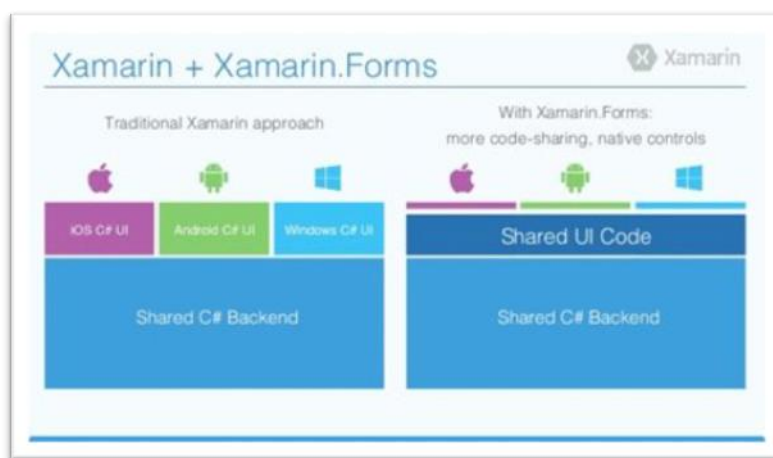 Xamarin + Xamarin.Forms
Xamarin
Traditional Xamarin approach
iOS C# UI
Android C# UI
Windows C# UI
Shared C# Backend
With Xamarin.Forms:
more code-sharing, native controls
Shared UI Code
Shared C# Backend